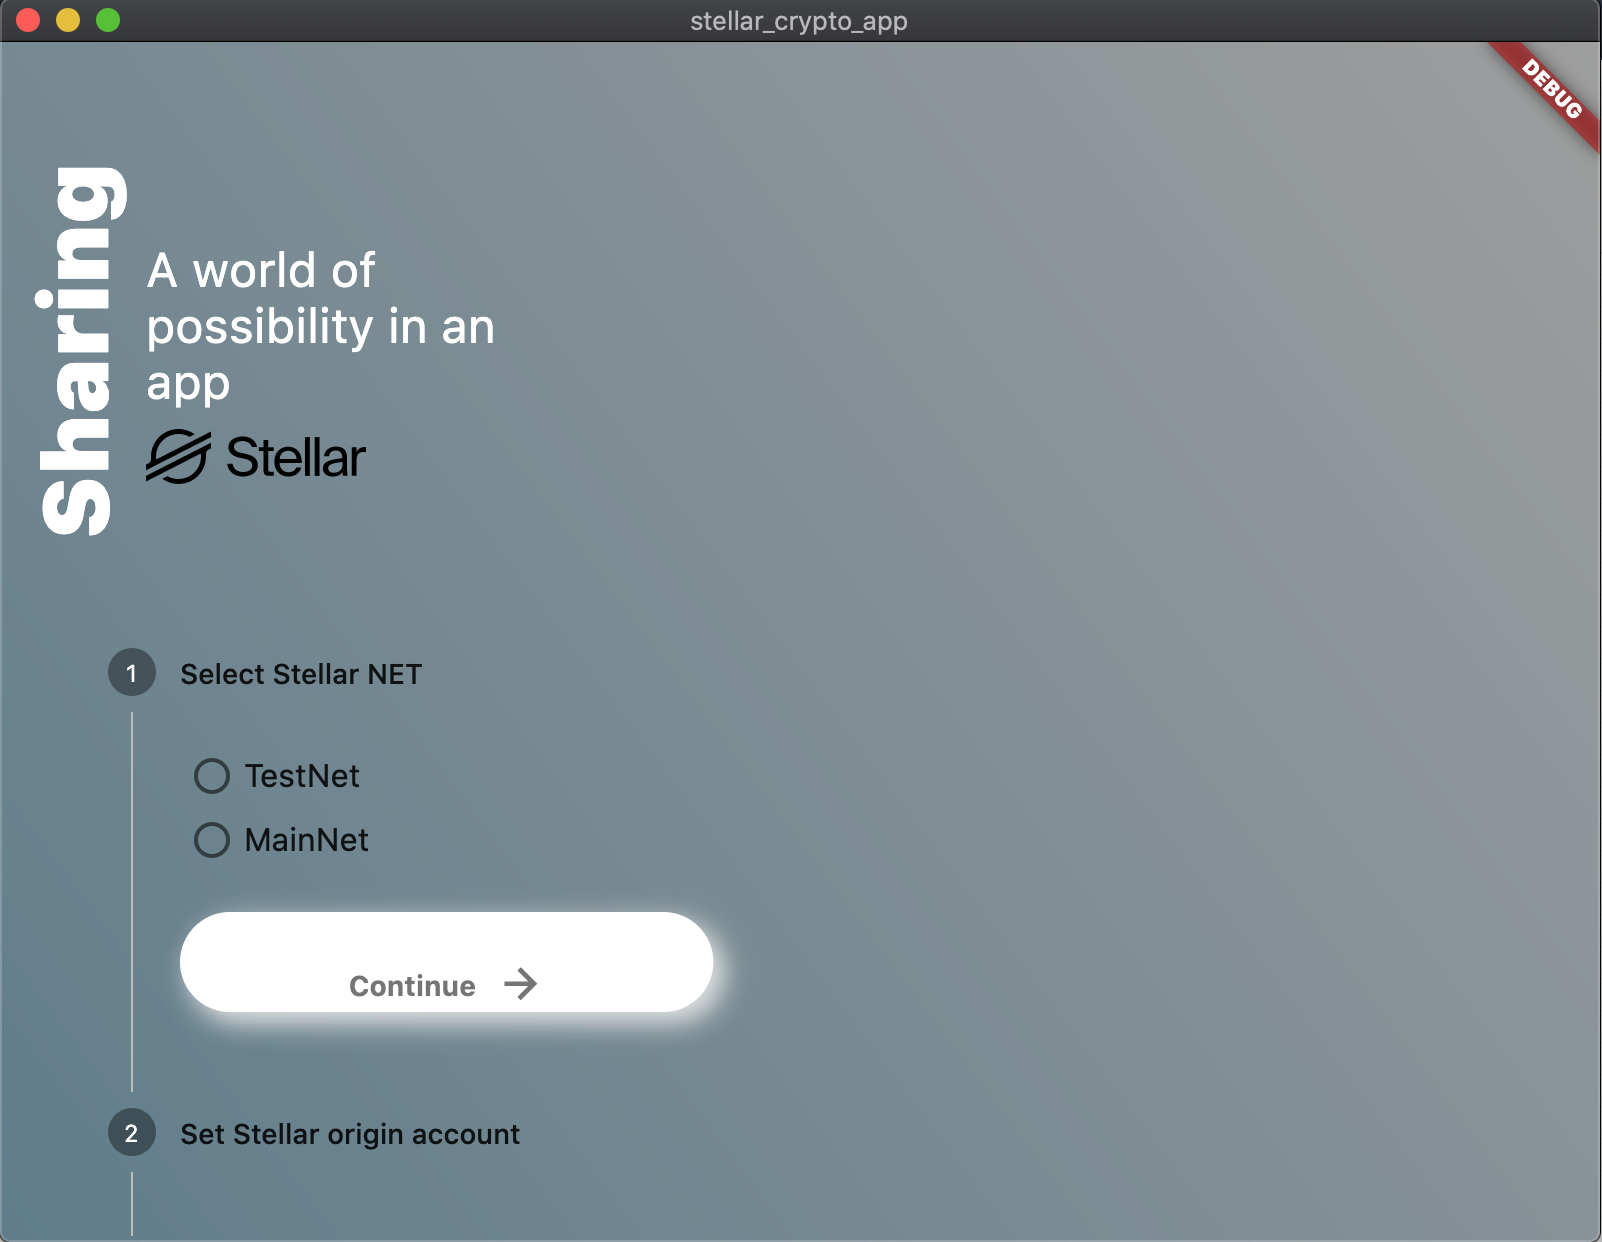 stellar_crypto_app
DEBUG
Sharing
A world of
possibility in an
app
Stellar
1 Select Stellar NET
TestNet
MainNet
Continue
2 Set Stellar origin account